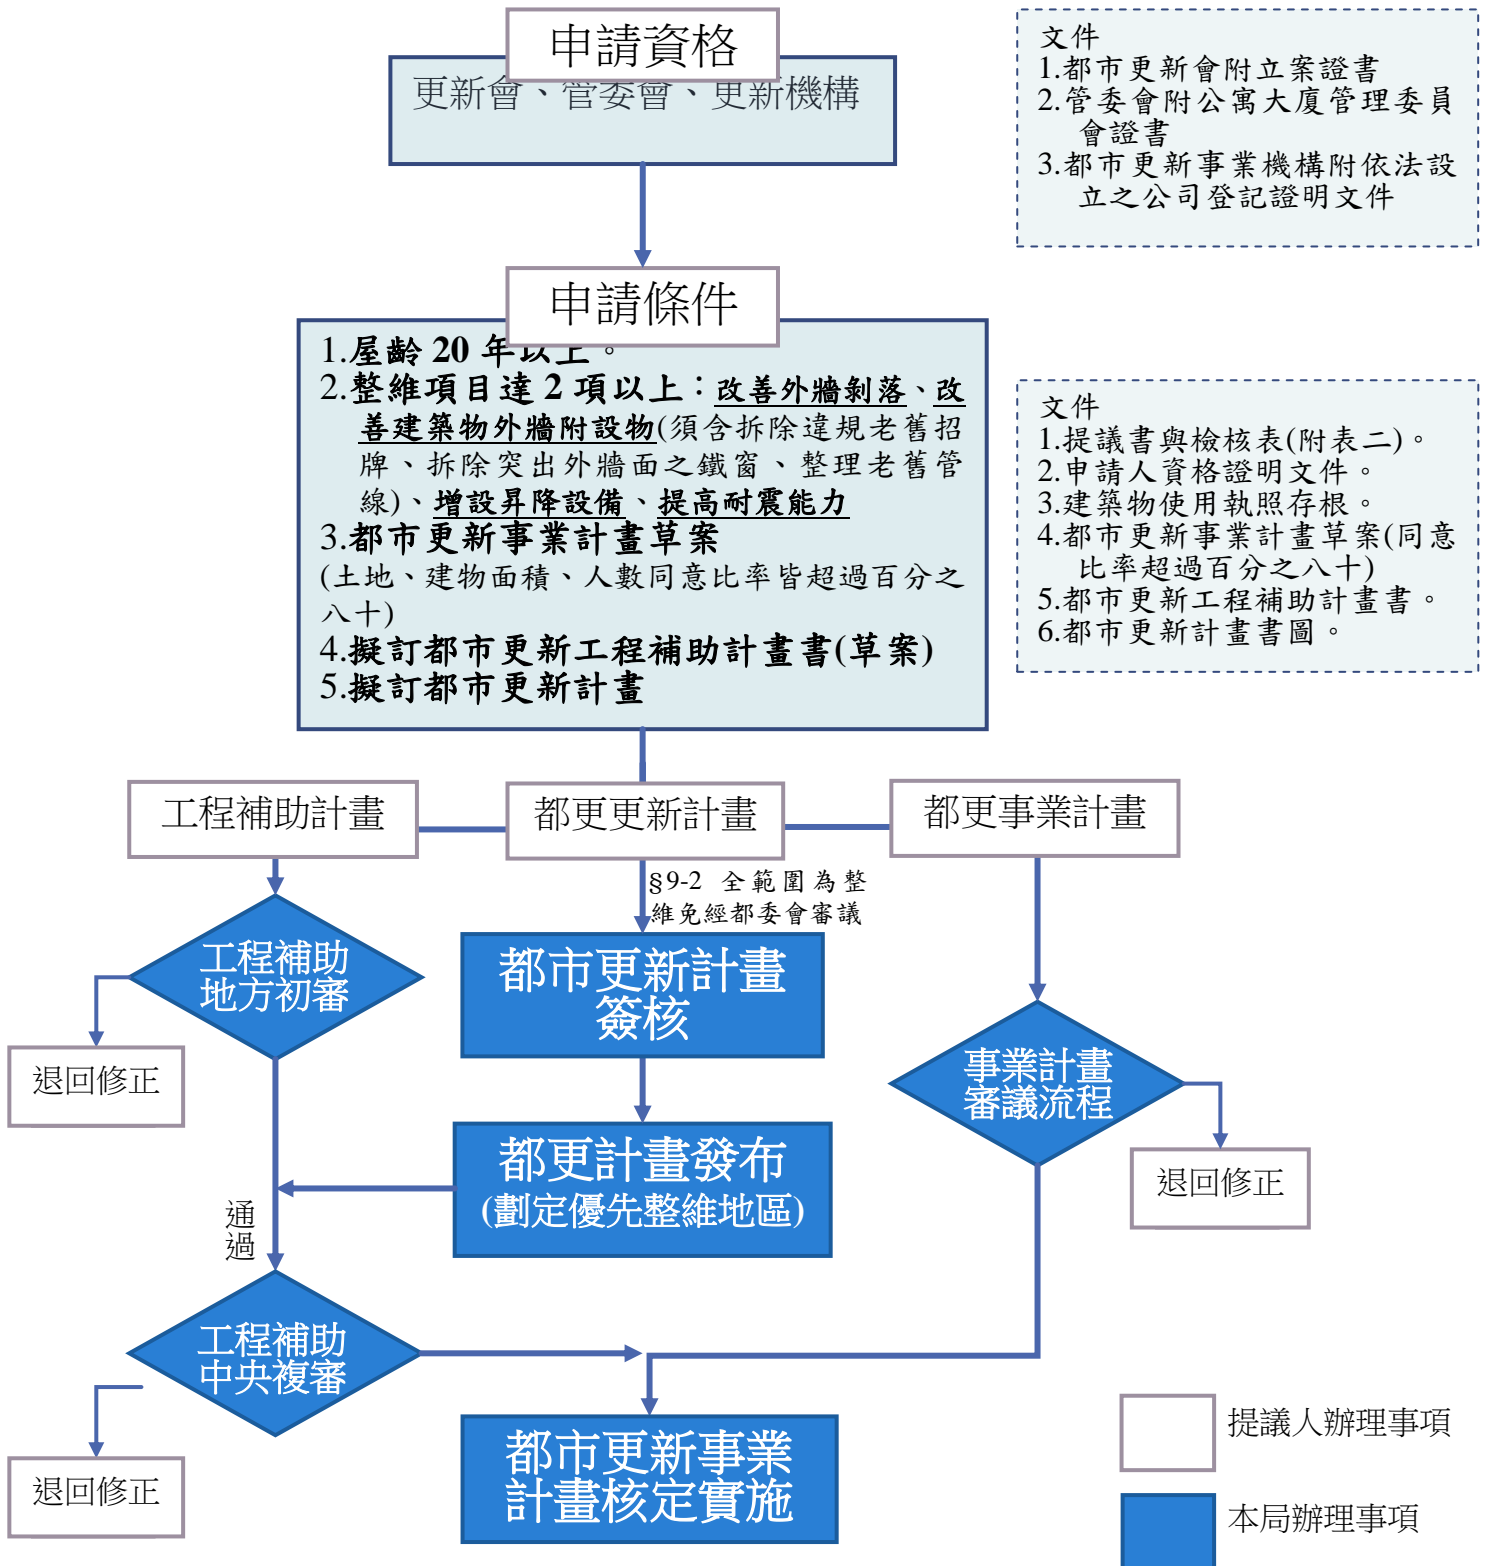 申請資格
更新會、管委會、更新機構
文件
1.都市更新會附立案證書
2.管委會附公寓大廈管理委員
會證書
3.都市更新事業機構附依法設
立之公司登記證明文件
申請條件
1.屋齡 20 年以上。
2.整維項目達 2 項以上：改善外牆剝落、改
善建築物外牆附設物(須含拆除違規老舊招
牌、拆除突出外牆面之鐵窗、整理老舊管
線)、增設昇降設備、提高耐震能力
3.都市更新事業計畫草案
(土地、建物面積、人數同意比率皆超過百分之
八十)
4.擬訂都市更新工程補助計畫書(草案)
5.擬訂都市更新計畫
文件
1.提議書與檢核表(附表二)。
2.申請人資格證明文件。
3.建築物使用執照存根。
4.都市更新事業計畫草案(同意
比率超過百分之八十)
5.都市更新工程補助計畫書。
6.都市更新計畫書圖。
工程補助計畫
都更更新計畫
都更事業計畫
§9-2 全範圍為整
維免經都委會審議
工程補助
地方初審
都市更新計畫
簽核
事業計畫
審議流程
退回修正
都更計畫發布
(劃定優先整維地區)
退回修正
通
過
工程補助
中央複審
退回修正
都市更新事業
計畫核定實施
提議人辦理事項
本局辦理事項